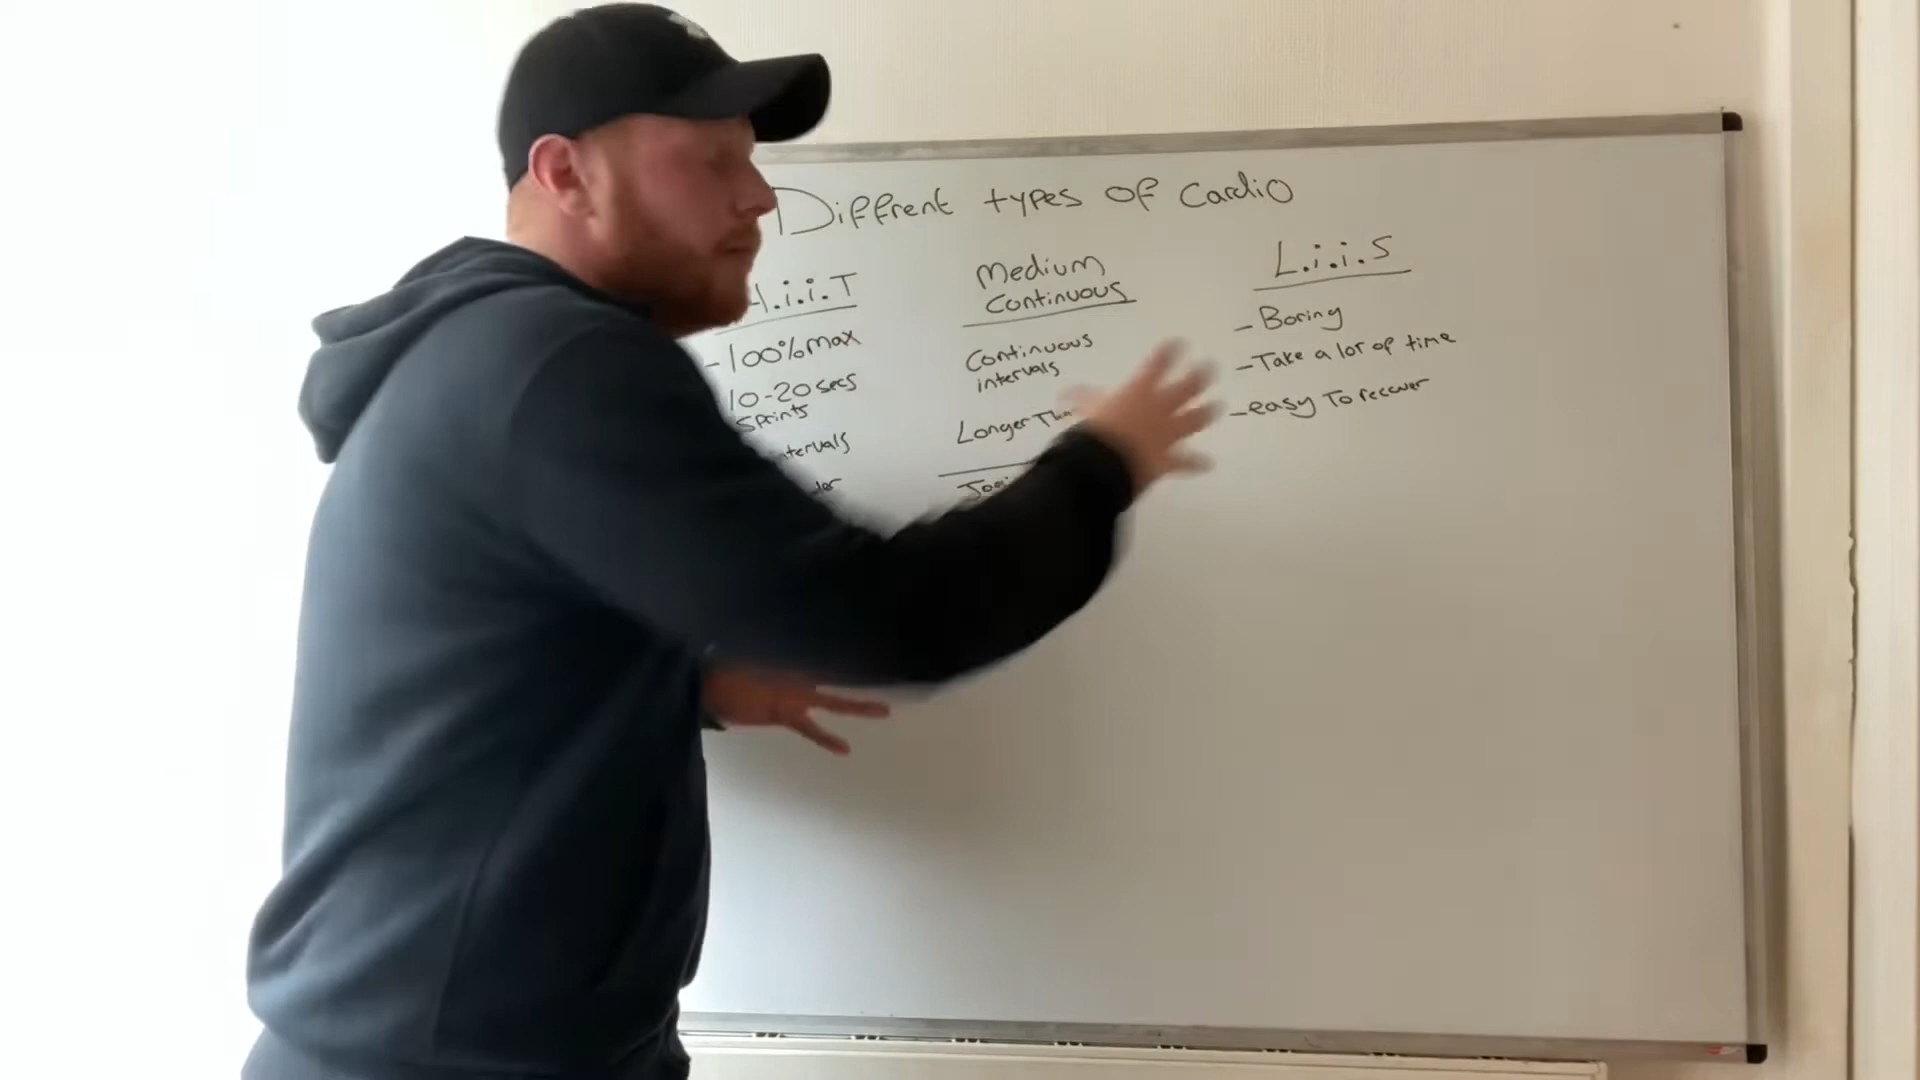 Diffrent types of Cardio
.i.i.T
-100%max
10-20secs
Sprints
Medium
Continuous
Continuous
intervals
Longer
L.i.i.S
- Boring
- Take a lot of time
- easy To recover